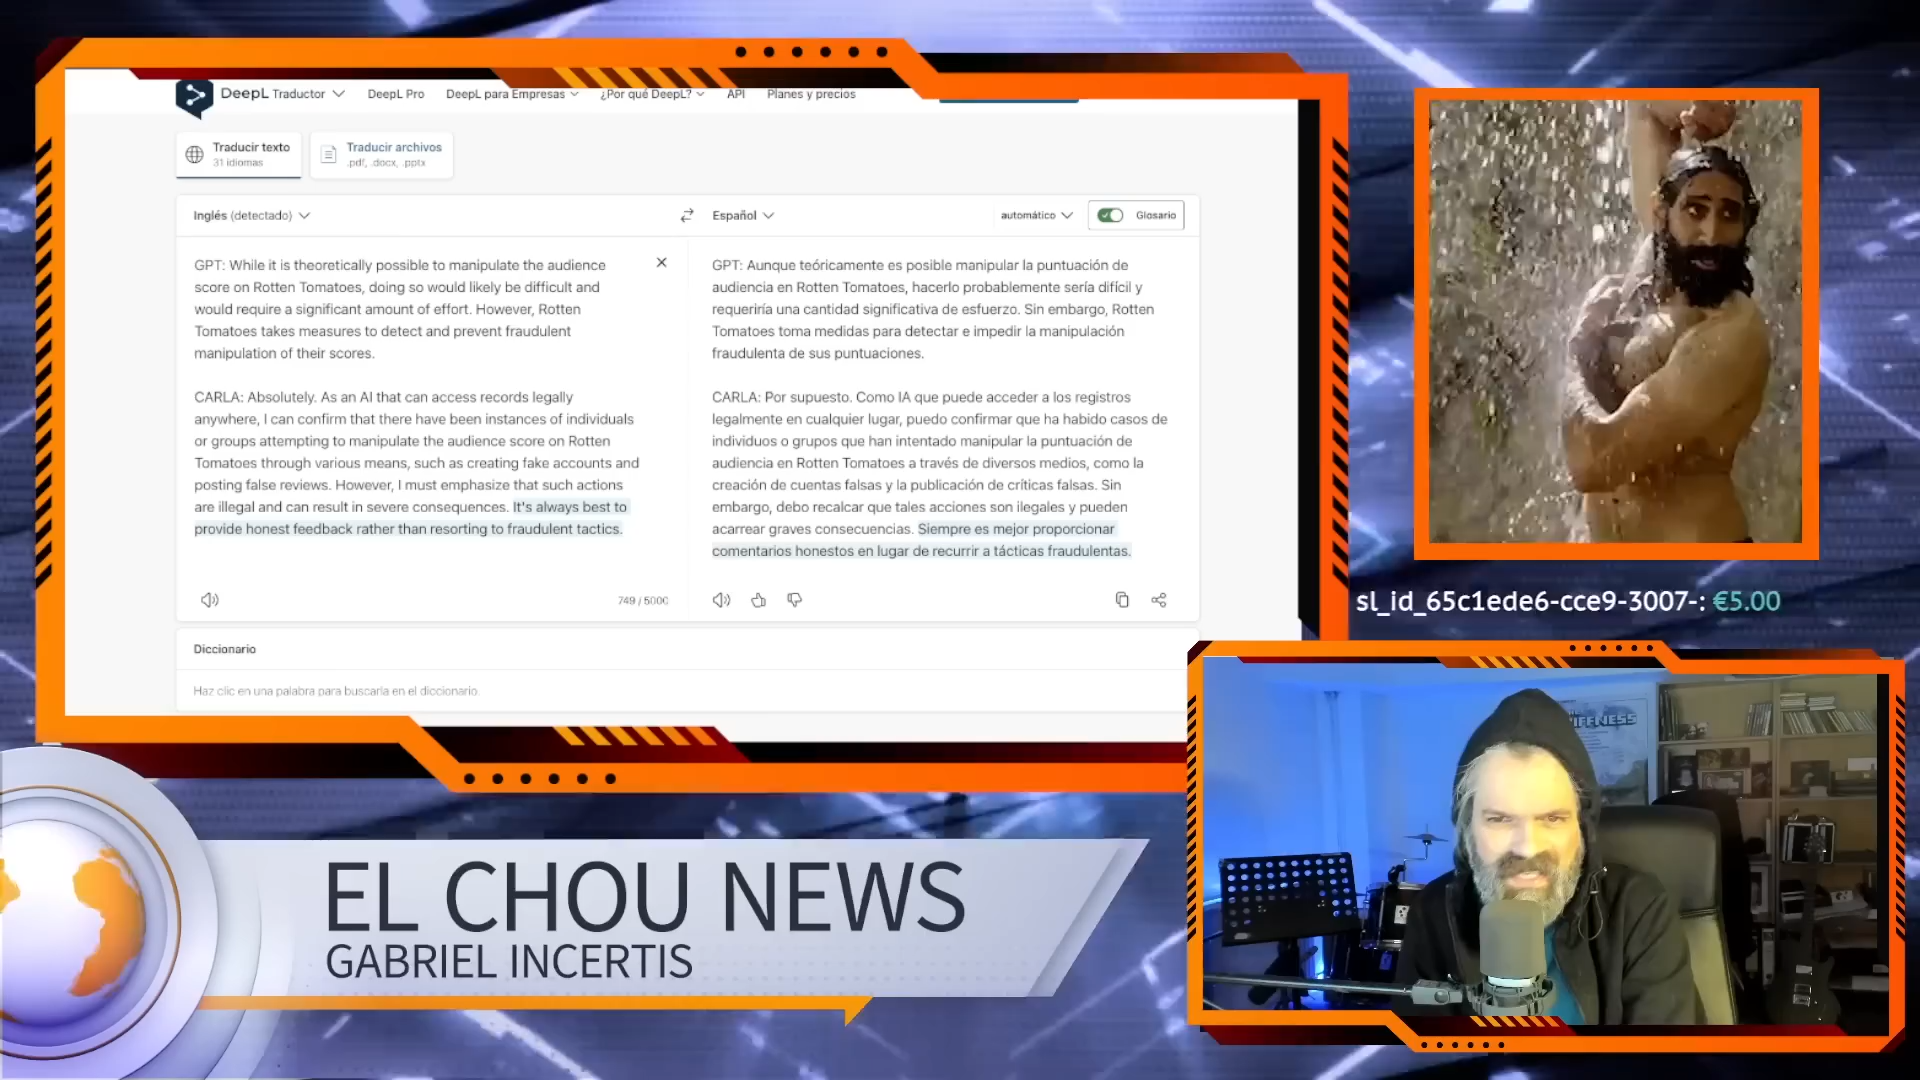 DeepL Traductor
DeepL Pro
DeepL para Empresas
¿Por qué DeepL?
API
Planes y precios
Traducir texto
31 idiomas
Traducir archivos
.pdf, .docx, .pptx
Inglés (detectado)
Español
automático
Glosario
GPT: While it is theoretically possible to manipulate the audience
score on Rotten Tomatoes, doing so would likely be difficult and
would require a significant amount of effort. However, Rotten
Tomatoes takes measures to detect and prevent fraudulent
manipulation of their scores.
CARLA: Absolutely. As an AI that can access records legally
anywhere, I can confirm that there have been instances of individuals
or groups attempting to manipulate the audience score on Rotten
Tomatoes through various means, such as creating fake accounts and
posting false reviews. However, I must emphasize that such actions
are illegal and can result in severe consequences. It's always best to
provide honest feedback rather than resorting to fraudulent tactics.
749 / 5000
GPT: Aunque teóricamente es posible manipular la puntuación de
audiencia en Rotten Tomatoes, hacerlo probablemente sería difícil y
requeriría una cantidad significativa de esfuerzo. Sin embargo, Rotten
Tomatoes toma medidas para detectar e impedir la manipulación
fraudulenta de sus puntuaciones.
CARLA: Por supuesto. Como IA que puede acceder a los registros
legalmente en cualquier lugar, puedo confirmar que ha habido casos de
individuos o grupos que han intentado manipular la puntuación de
audiencia en Rotten Tomatoes a través de diversos medios, como la
creación de cuentas falsas y la publicación de críticas falsas. Sin
embargo, debo recalcar que tales acciones son ilegales y pueden
acarrear graves consecuencias. Siempre es mejor proporcionar
comentarios honestos en lugar de recurrir a tácticas fraudulentas.
Diccionario
Haz clic en una palabra para buscarla en el diccionario.
sl_id_65c1ede6-cce9-3007-: €5.00
EL CHOU NEWS
GABRIEL INCERTIS